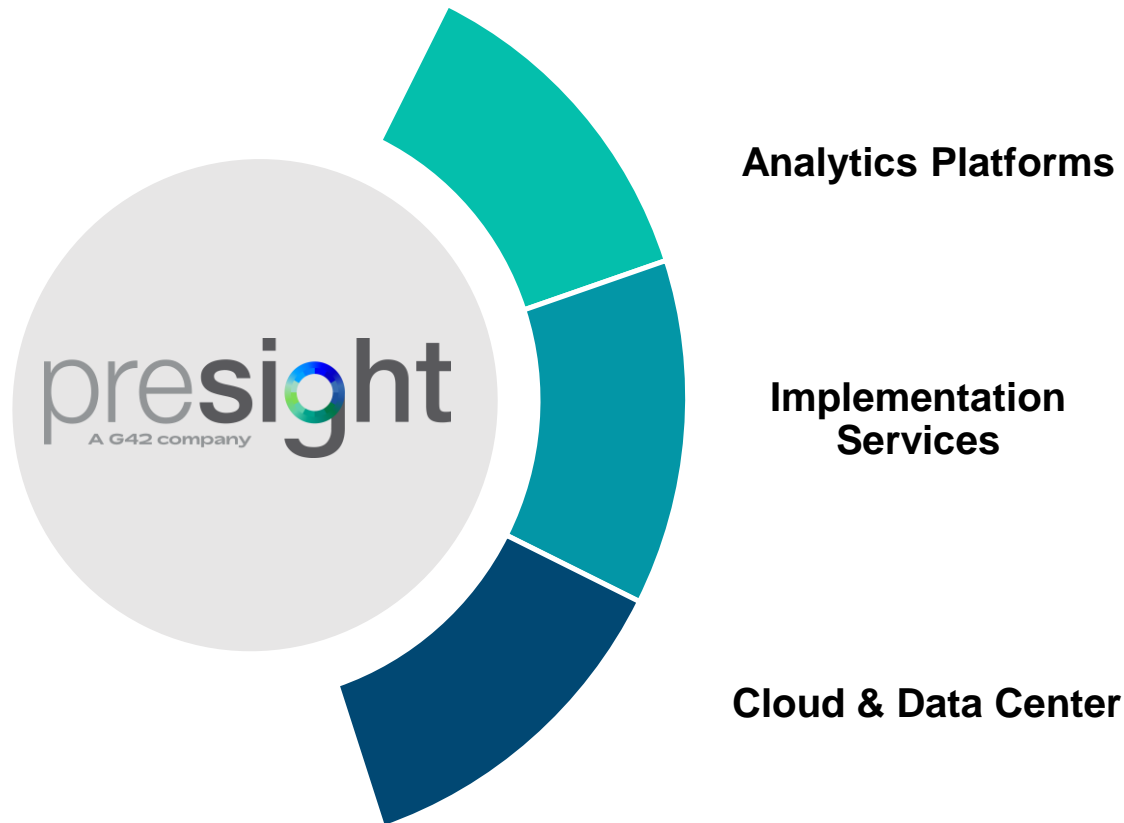 Analytics Platforms
presight
A G42 company
Implementation
Services
Cloud & Data Center